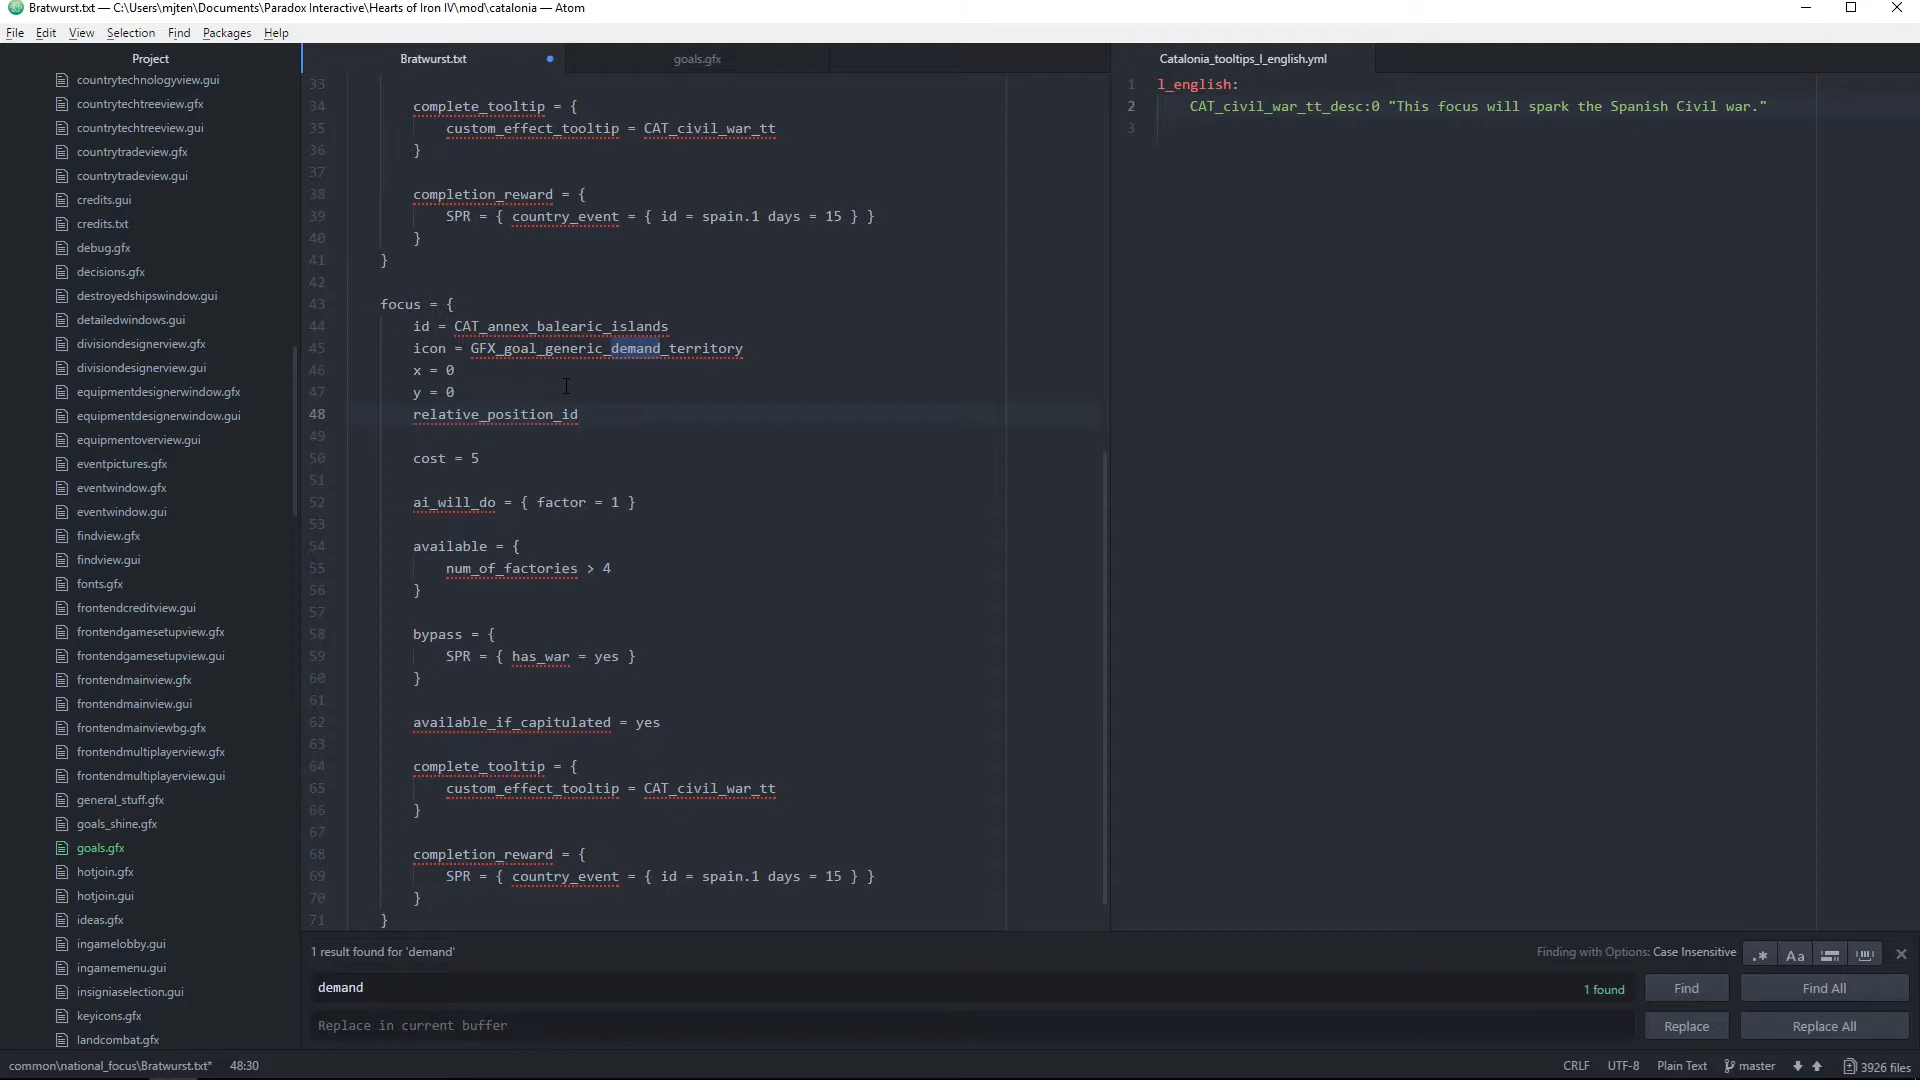 Bratwurst.txt — C:\Users\mjten\Documents\Paradox Interactive\Hearts of Iron IV\mod\catalonia — Atom
File Edit View Selection Find Packages Help
Project
countrytechnologyview.gui
countrytechtreeview.gfx
countrytechtreeview.gui
countrytradeview.gfx
countrytradeview.gui
credits.gui
credits.txt
debug.gfx
decisions.gfx
destroyedshipswindow.gui
detailedwindows.gui
divisiondesignerview.gfx
divisiondesignerview.gui
equipmentdesignerwindow.gfx
equipmentdesignerwindow.gui
equipmentoverview.gui
eventpictures.gfx
eventwindow.gfx
eventwindow.gui
findview.gfx
findview.gui
fonts.gfx
frontendcreditview.gui
frontendgamesetupview.gfx
frontendgamesetupview.gui
frontendmainview.gfx
frontendmainview.gui
frontendmainviewbg.gfx
frontendmultiplayerview.gfx
frontendmultiplayerview.gui
general_stuff.gfx
goals_shine.gfx
goals.gfx
hotjoin.gfx
hotjoin.gui
ideas.gfx
ingamelobby.gui
ingamemenu.gui
insigniaselection.gui
keyicons.gfx
landcombat.gfx
Bratwurst.txt
goals.gfx
33
34 complete_tooltip = {
35 custom_effect_tooltip = CAT_civil_war_tt
36 }
37
38 completion_reward = {
39 SPR = { country_event = { id = spain.1 days = 15 } }
40 }
41 }
42
43 focus = {
44 id = CAT_annex_balearic_islands
45 icon = GFX_goal_generic_demand_territory
46 x = 0
47 y = 0
48 relative_position_id
49
50 cost = 5
51
52 ai_will_do = { factor = 1 }
53
54 available = {
55 num_of_factories > 4
56 }
57
58 bypass = {
59 SPR = { has_war = yes }
60 }
61
62 available_if_capitulated = yes
63
64 complete_tooltip = {
65 custom_effect_tooltip = CAT_civil_war_tt
66 }
67
68 completion_reward = {
69 SPR = { country_event = { id = spain.1 days = 15 } }
70 }
71 }
Catalonia_tooltips_l_english.yml
1 l_english:
2 CAT_civil_war_tt_desc:0 "This focus will spark the Spanish Civil war."
3
1 result found for 'demand'
Finding with Options: Case Insensitive
.* Aa
demand
1 found
Find
Find All
Replace in current buffer
Replace
Replace All
common\national_focus\Bratwurst.txt* 48:30
CRLF UTF-8 Plain Text master 3926 files